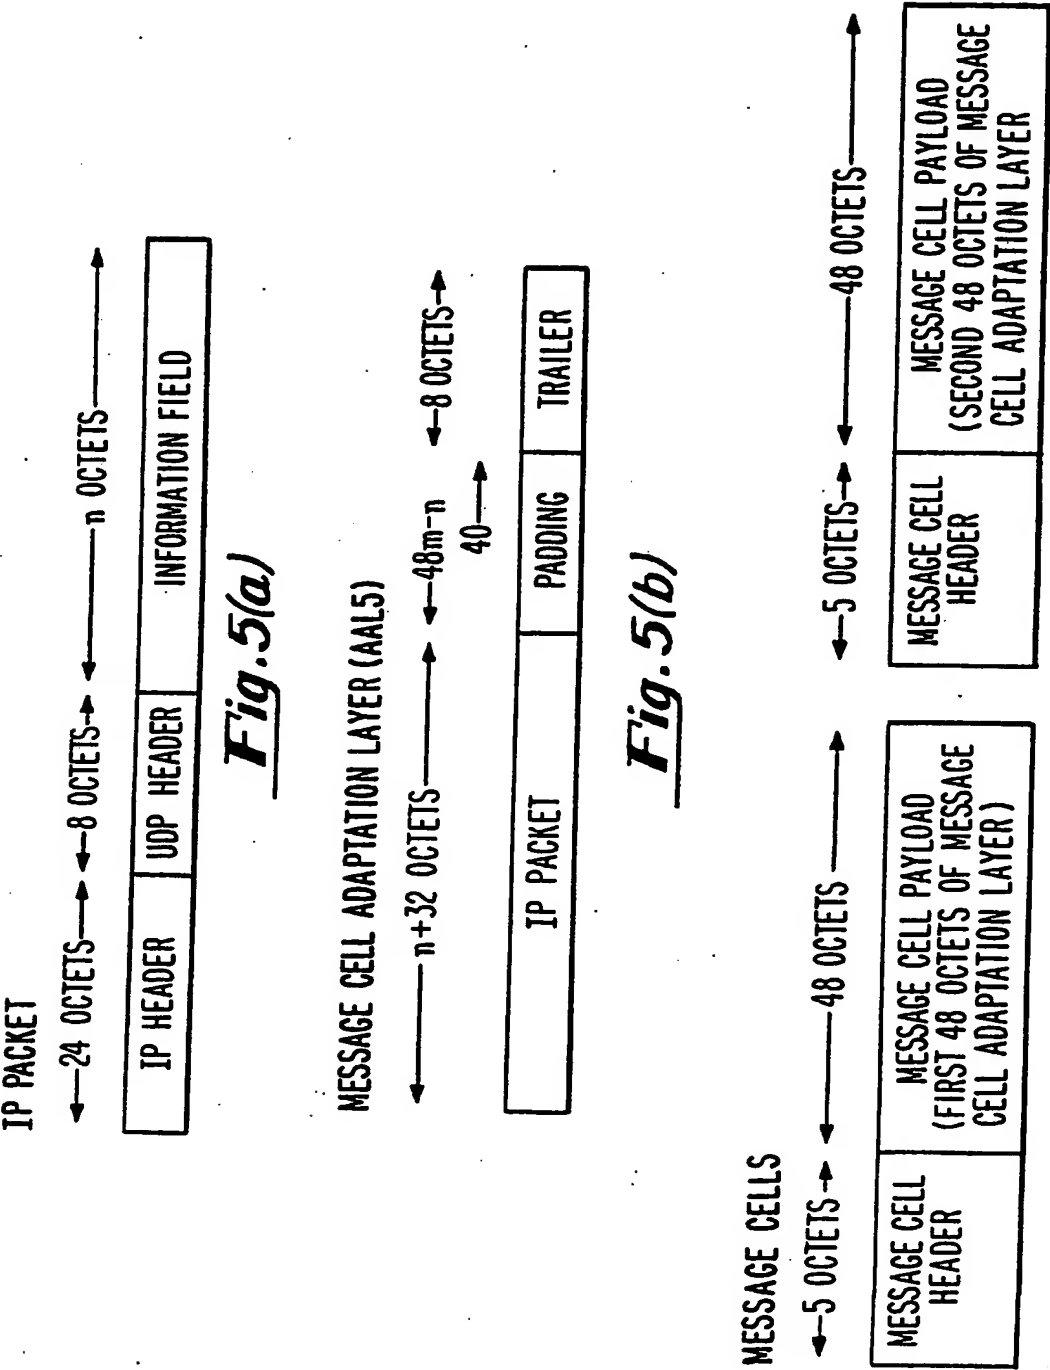 IP PACKET
24 OCTETS
8 OCTETS
n OCTETS
IP HEADER
UDP HEADER
INFORMATION FIELD
Fig.5(a)
MESSAGE CELL ADAPTATION LAYER (AAL5)
n+32 OCTETS
48m-n
40
8 OCTETS
IP PACKET
PADDING
TRAILER
Fig.5(b)
MESSAGE CELLS
5 OCTETS
48 OCTETS
5 OCTETS
48 OCTETS
MESSAGE CELL
HEADER
MESSAGE CELL PAYLOAD
(FIRST 48 OCTETS OF MESSAGE
CELL ADAPTATION LAYER)
MESSAGE CELL
HEADER
MESSAGE CELL PAYLOAD
(SECOND 48 OCTETS OF MESSAGE
CELL ADAPTATION LAYER